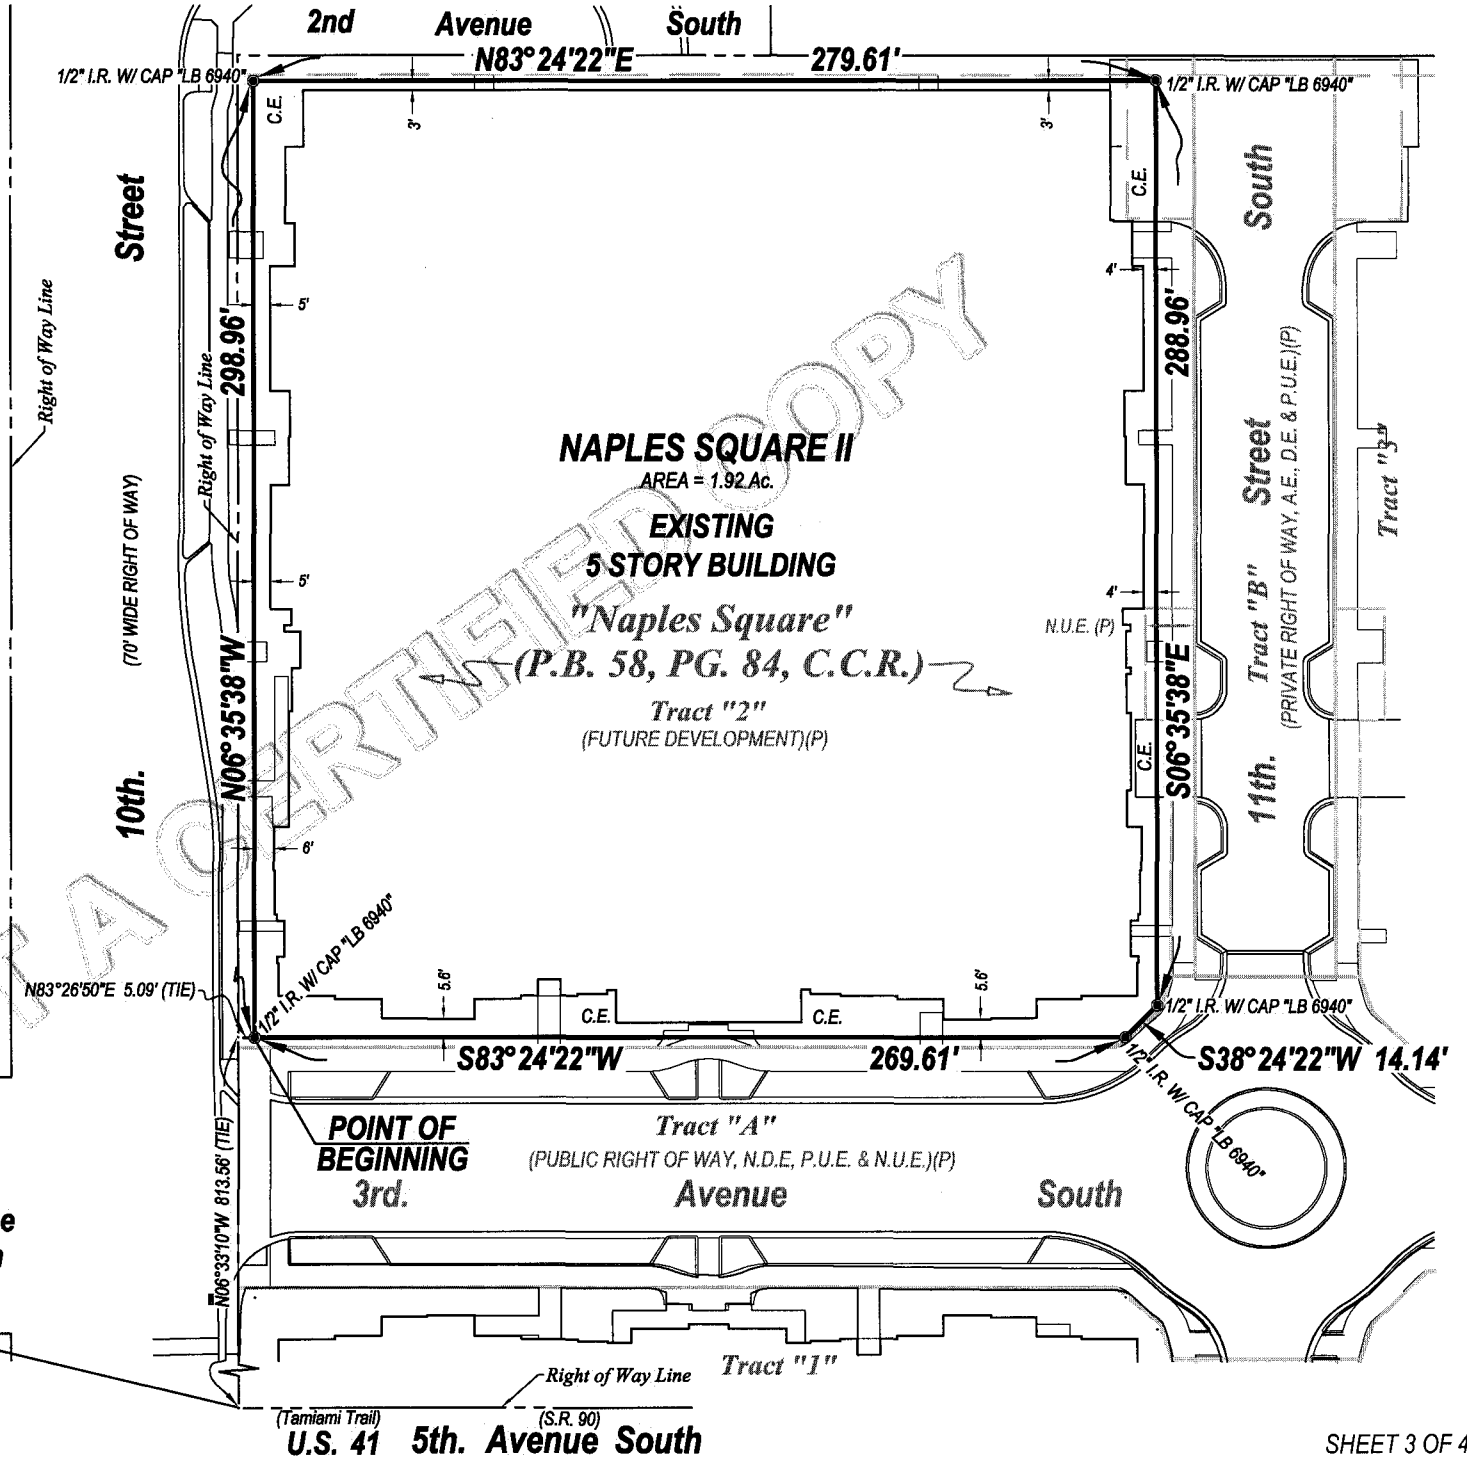 2nd Avenue South
N83°24'22"E 279.61'
1/2" I.R. W/ CAP "LB 6940"
1/2" I.R. W/ CAP "LB 6940"
C.E.
3'
3'
C.E.
Street
South
Right of Way Line
5'
4'
298.96'
288.96'
Right of Way Line
NAPLES SQUARE II
AREA = 1.92 Ac.
EXISTING
5 STORY BUILDING
"Naples Square"
(P.B. 58, PG. 84, C.C.R.)
Tract "2"
(FUTURE DEVELOPMENT)(P)
(70' WIDE RIGHT OF WAY)
5'
4'
N.U.E. (P)
Street
Tract "B"
(PRIVATE RIGHT OF WAY, A.E., D.E. & P.U.E.)(P)
Tract "3"
N06°35'38"W
S06°35'38"E
C.E.
10th.
11th.
6'
A CERTIFIED COPY
1/2" I.R. W/ CAP "LB 6940"
N83°26'50"E 5.09' (TIE)
5.6'
5.6'
C.E.
C.E.
1/2" I.R. W/ CAP "LB 6940"
S83°24'22"W 269.61'
S38°24'22"W 14.14'
1/2" I.R. W/ CAP "LB 6940"
POINT OF
BEGINNING
Tract "A"
(PUBLIC RIGHT OF WAY, N.D.E, P.U.E. & N.U.E.)(P)
3rd. Avenue South
N06°33'10"W 813.56' (TIE)
Tract "1"
Right of Way Line
(Tamiami Trail) (S.R. 90)
U.S. 41 5th. Avenue South
SHEET 3 OF 4